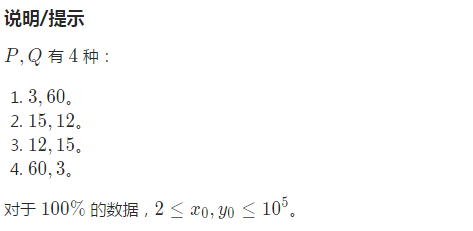 说明/提示
P, Q 有 4 种：
1. 3, 60。
2. 15, 12。
3. 12, 15。
4. 60, 3。
对于 100% 的数据，2 ≤ x₀, y₀ ≤ 10⁵。